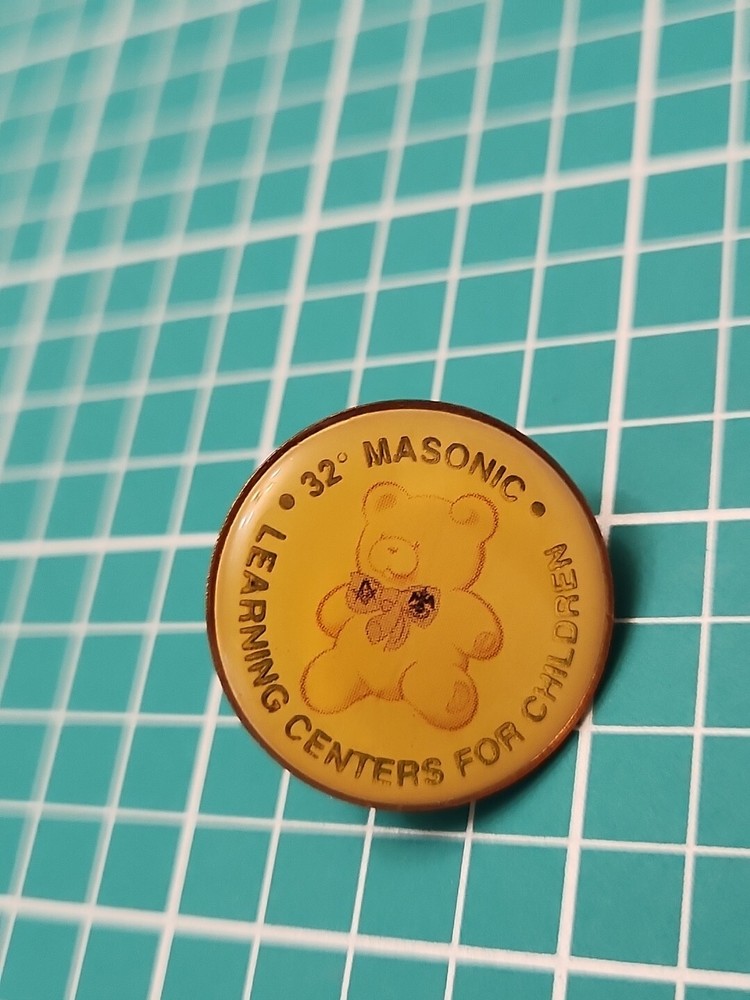 • 32° MASONIC •
LEARNING CENTERS FOR CHILDREN